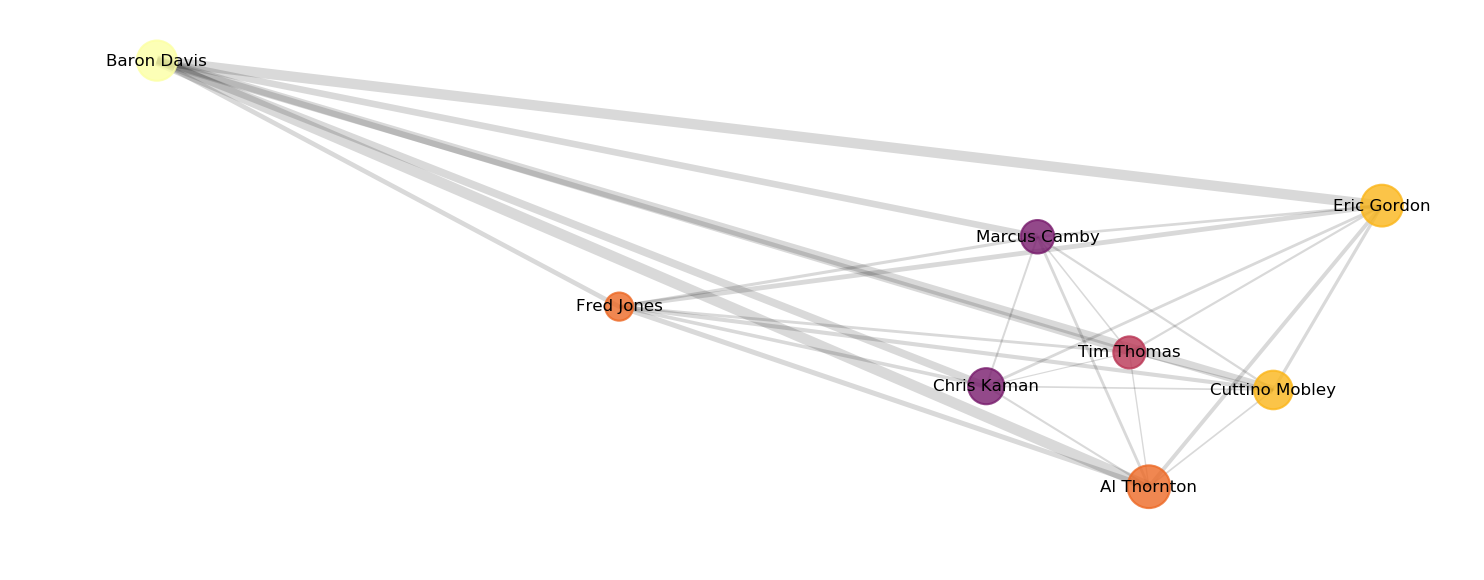 Baron Davis
Eric Gordon
Marcus Camby
Fred Jones
Tim Thomas
Chris Kaman
Cuttino Mobley
Al Thornton